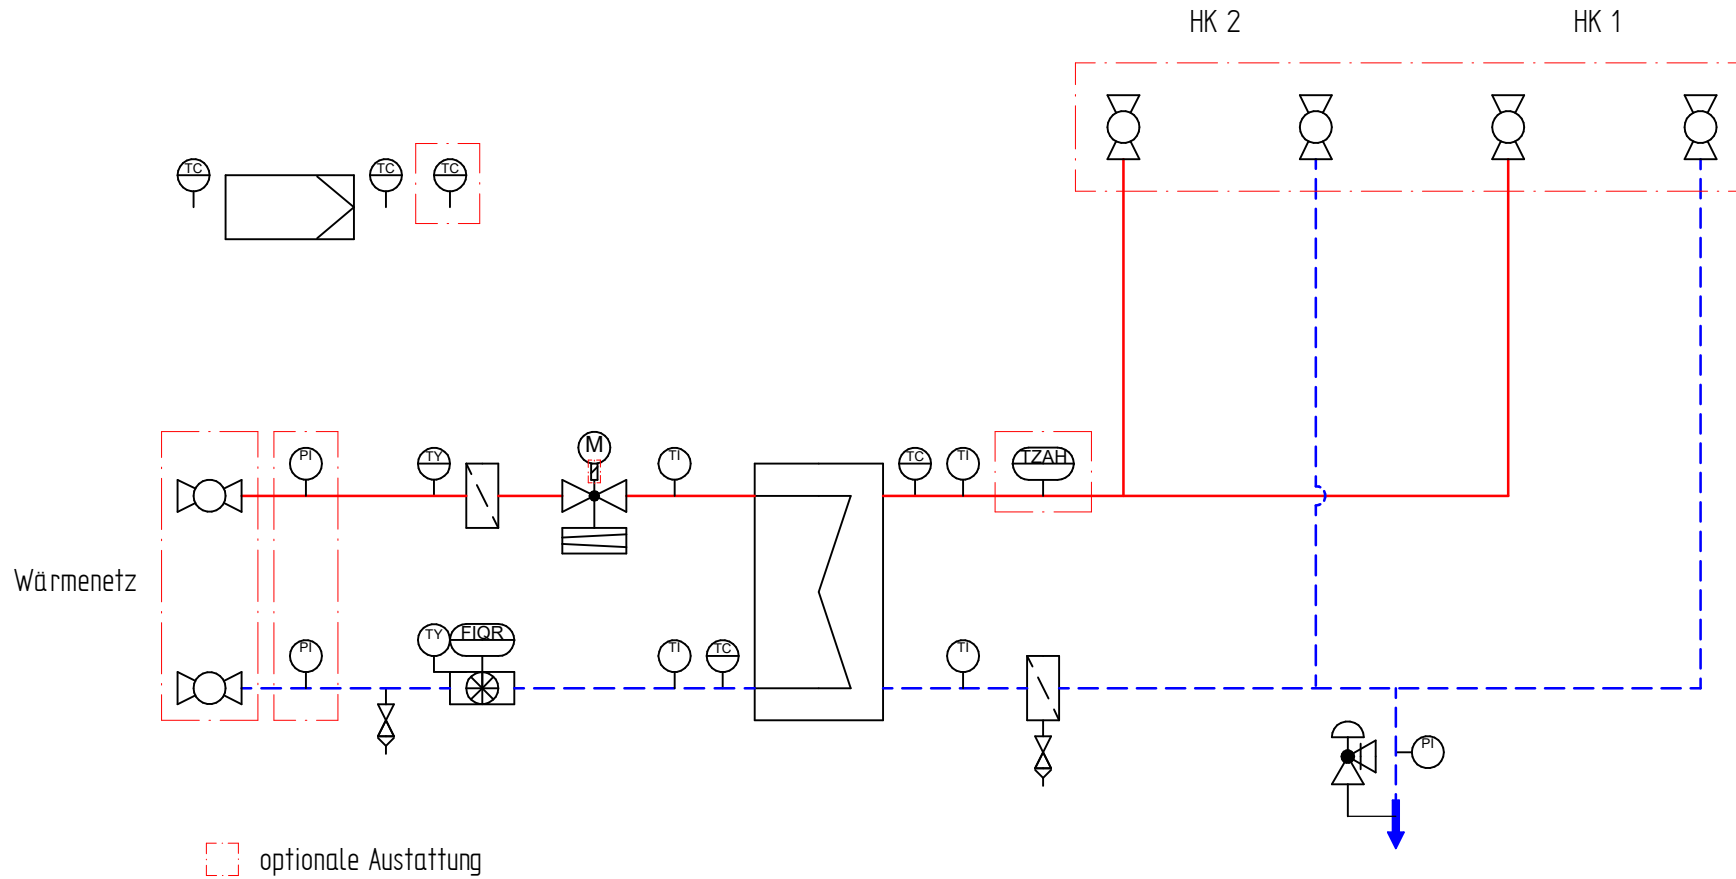 HK 2
HK 1
TC
TC
TC
PI
TY
M
TI
TC
TI
TZAH
Wärmenetz
PI
TY
FIQR
TI
TC
TI
PI
optionale Austattung